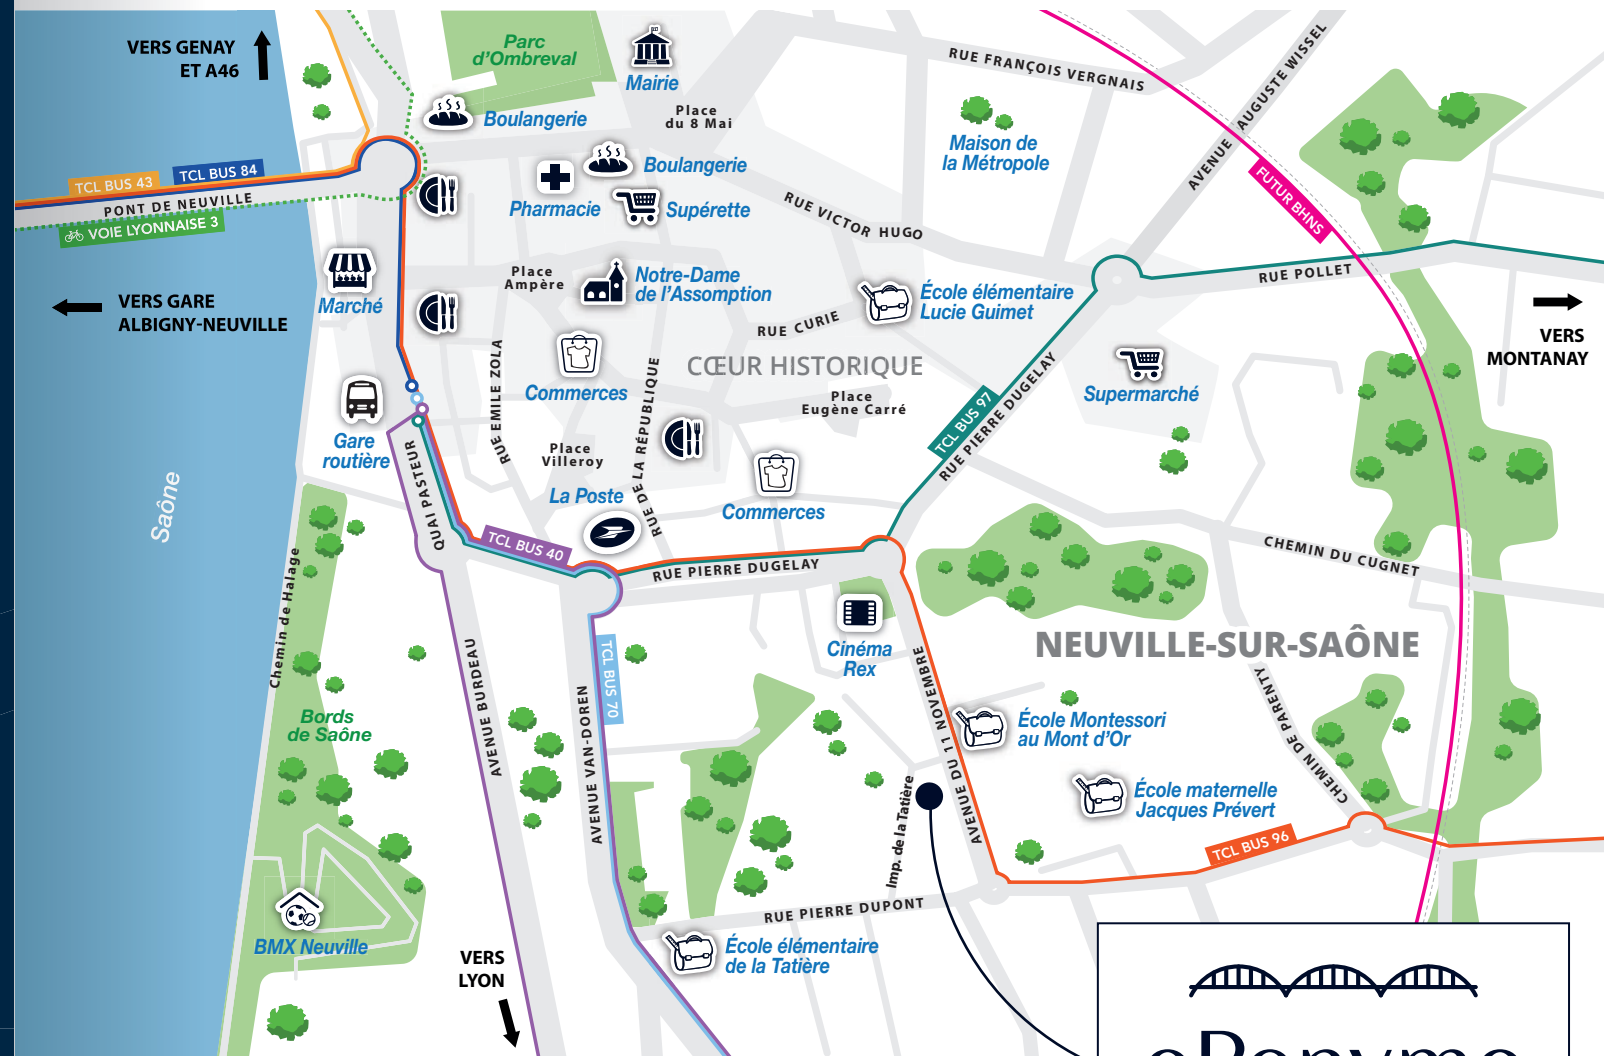 VERS GENAY
ET A46
Parc
d'Ombreval
Mairie
Place
du 8 Mai
Boulangerie
Boulangerie
RUE FRANÇOIS VERGNAIS
AVENUE AUGUSTE WISSEL
Maison de
la Métropole
TCL BUS 43
TCL BUS 84
PONT DE NEUVILLE
VOIE LYONNAISE 3
Pharmacie
Supérette
RUE VICTOR HUGO
FUTUR BHNS
RUE POLLET
Marché
Place
Ampère
Notre-Dame
de l'Assomption
École élémentaire
Lucie Guimet
VERS GARE
ALBIGNY-NEUVILLE
VERS
MONTANAY
RUE CURIE
CŒUR HISTORIQUE
RUE EMILE ZOLA
Commerces
RUE DE LA RÉPUBLIQUE
Place
Eugène Carré
TCL BUS 97
RUE PIERRE DUGELAY
Supermarché
Gare
routière
QUAI PASTEUR
Place
Villeroy
La Poste
Commerces
Saône
TCL BUS 40
RUE PIERRE DUGELAY
CHEMIN DU CUGNET
Chemin de Halage
Cinéma
Rex
NEUVILLE-SUR-SAÔNE
AVENUE BURDEAU
AVENUE VAN-DOREN
TCL BUS 70
AVENUE DU 11 NOVEMBRE
CHEMIN DE PARENTY
Bords
de Saône
École Montessori
au Mont d'Or
École maternelle
Jacques Prévert
Imp. de la Tatière
TCL BUS 96
RUE PIERRE DUPONT
BMX Neuville
École élémentaire
de la Tatière
VERS
LYON